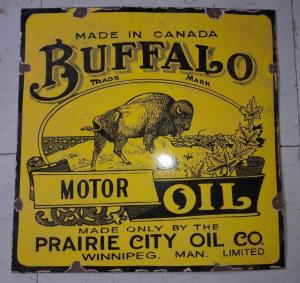 MADE IN CANADA
BUFFALO
TRADE MARK
MOTOR OIL
MADE ONLY BY THE
PRAIRIE CITY OIL CO.
WINNIPEG. MAN. LIMITED